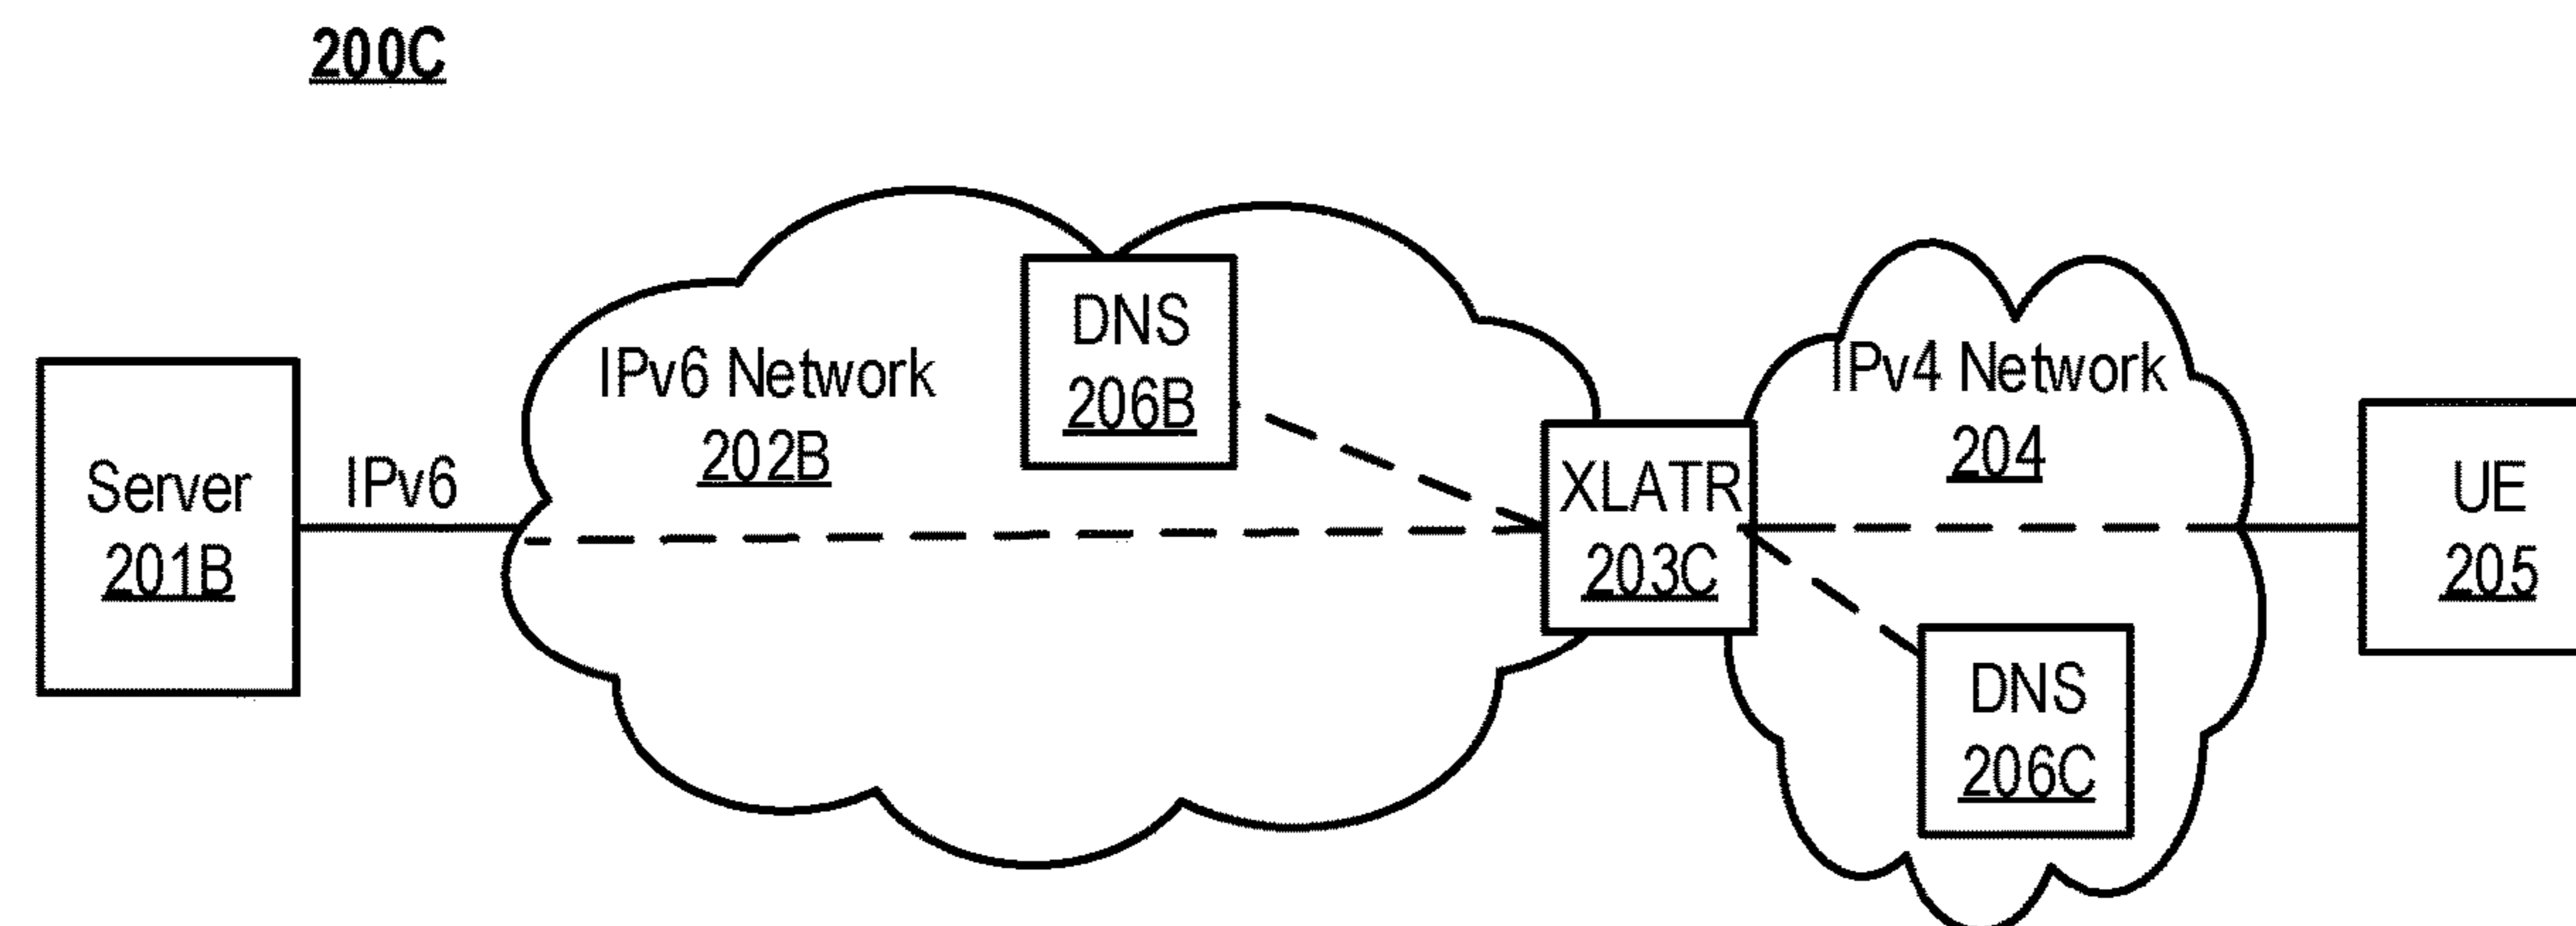 200C
Server
201B
IPv6
IPv6 Network
202B
DNS
206B
XLATR
203C
IPv4 Network
204
DNS
206C
UE
205